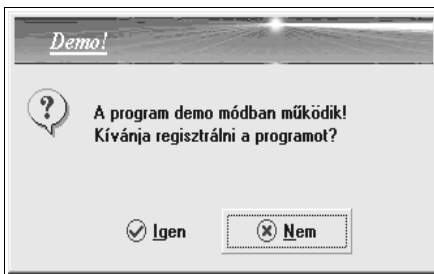 Demo!
A program demo módban működik!
Kívánja regisztrálni a programot?
Igen
Nem